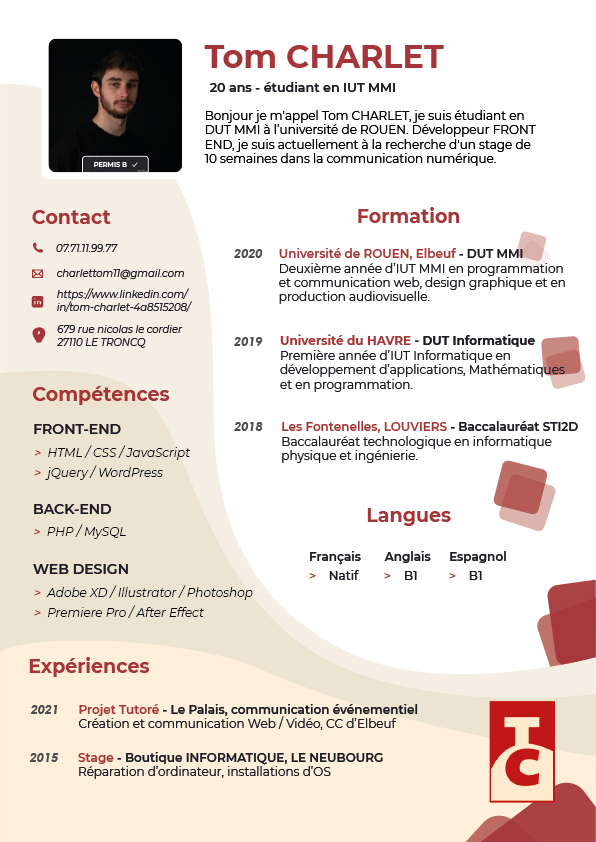 Tom CHARLET
20 ans - étudiant en IUT MMI
Bonjour je m'appel Tom CHARLET, je suis étudiant en
DUT MMI à l'université de ROUEN. Développeur FRONT
END, je suis actuellement à la recherche d'un stage de
10 semaines dans la communication numérique.
PERMIS B
Contact
07.71.11.99.77
charlettom11@gmail.com
https://www.linkedin.com/
in/tom-charlet-4a8515208/
679 rue nicolas le cordier
27110 LE TRONCQ
Compétences
FRONT-END
> HTML / CSS / JavaScript
> jQuery / WordPress
BACK-END
> PHP / MySQL
WEB DESIGN
> Adobe XD / Illustrator / Photoshop
> Premiere Pro / After Effect
Formation
2020 Université de ROUEN, Elbeuf - DUT MMI
Deuxième année d'IUT MMI en programmation
et communication web, design graphique et en
production audiovisuelle.
2019 Université du HAVRE - DUT Informatique
Première année d'IUT Informatique en
développement d'applications, Mathématiques
et en programmation.
2018 Les Fontenelles, LOUVIERS - Baccalauréat STI2D
Baccalauréat technologique en informatique
physique et ingénierie.
Langues
Français Anglais Espagnol
> Natif > B1 > B1
Expériences
2021 Projet Tutoré - Le Palais, communication événementiel
Création et communication Web / Vidéo, CC d'Elbeuf
2015 Stage - Boutique INFORMATIQUE, LE NEUBOURG
Réparation d'ordinateur, installations d'OS
TC